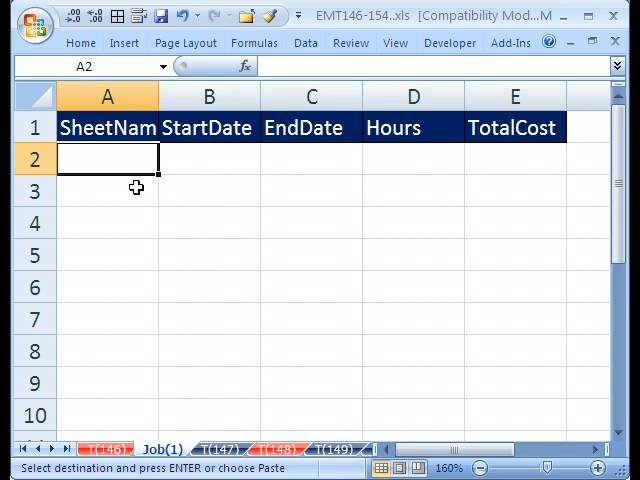 EMT146-154..xls [Compatibility Mod...M
Home Insert Page Layout Formulas Data Review View Developer Add-Ins
A2 fx
A B C D E
1 SheetNam StartDate EndDate Hours TotalCost
2
3
4
5
6
7
8
9
10
T(146) Job(1) T(147) T(148) T(149)
Select destination and press ENTER or choose Paste 160%